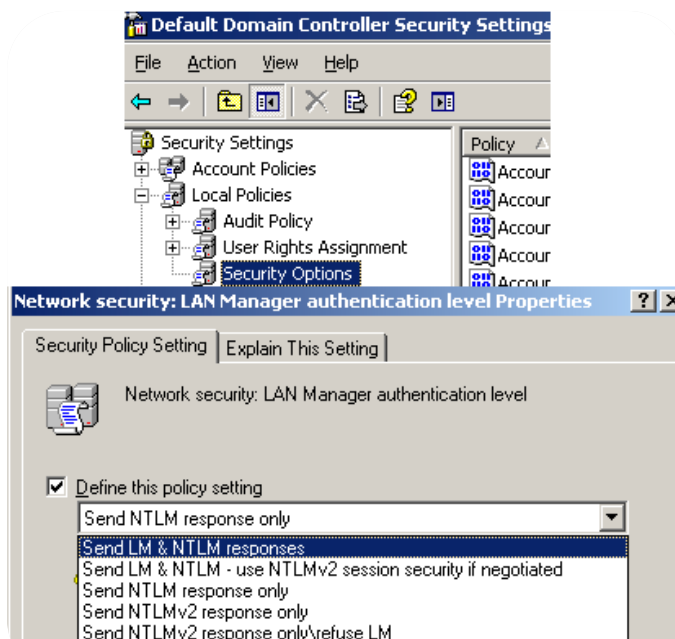 Default Domain Controller Security Settings
File Action View Help
Security Settings
Policy
Account Policies
Accour
Local Policies
Accour
Audit Policy
Accour
User Rights Assignment
Accour
Security Options
Accour
Network security: LAN Manager authentication level Properties
Security Policy Setting Explain This Setting
Network security: LAN Manager authentication level
Define this policy setting
Send NTLM response only
Send LM & NTLM responses
Send LM & NTLM - use NTLMv2 session security if negotiated
Send NTLM response only
Send NTLMv2 response only
Send NTLMv2 response only\refuse LM